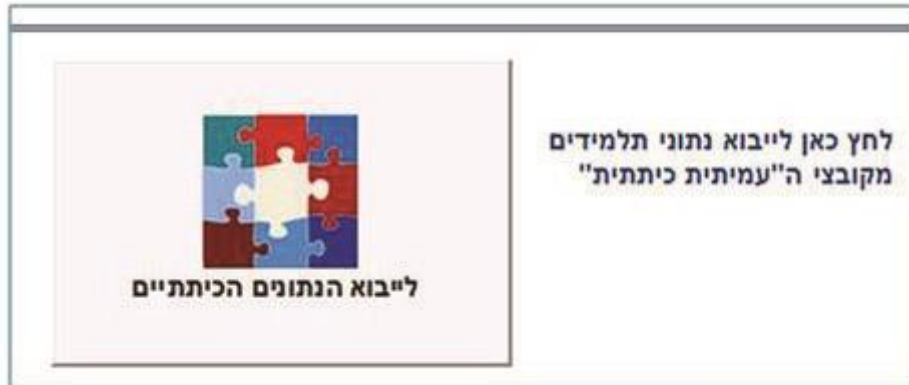 לחץ כאן לייבוא נתוני תלמידים
מקובצי ה"עמיתית כיתתית"
לייבוא הנתונים הכיתתיים